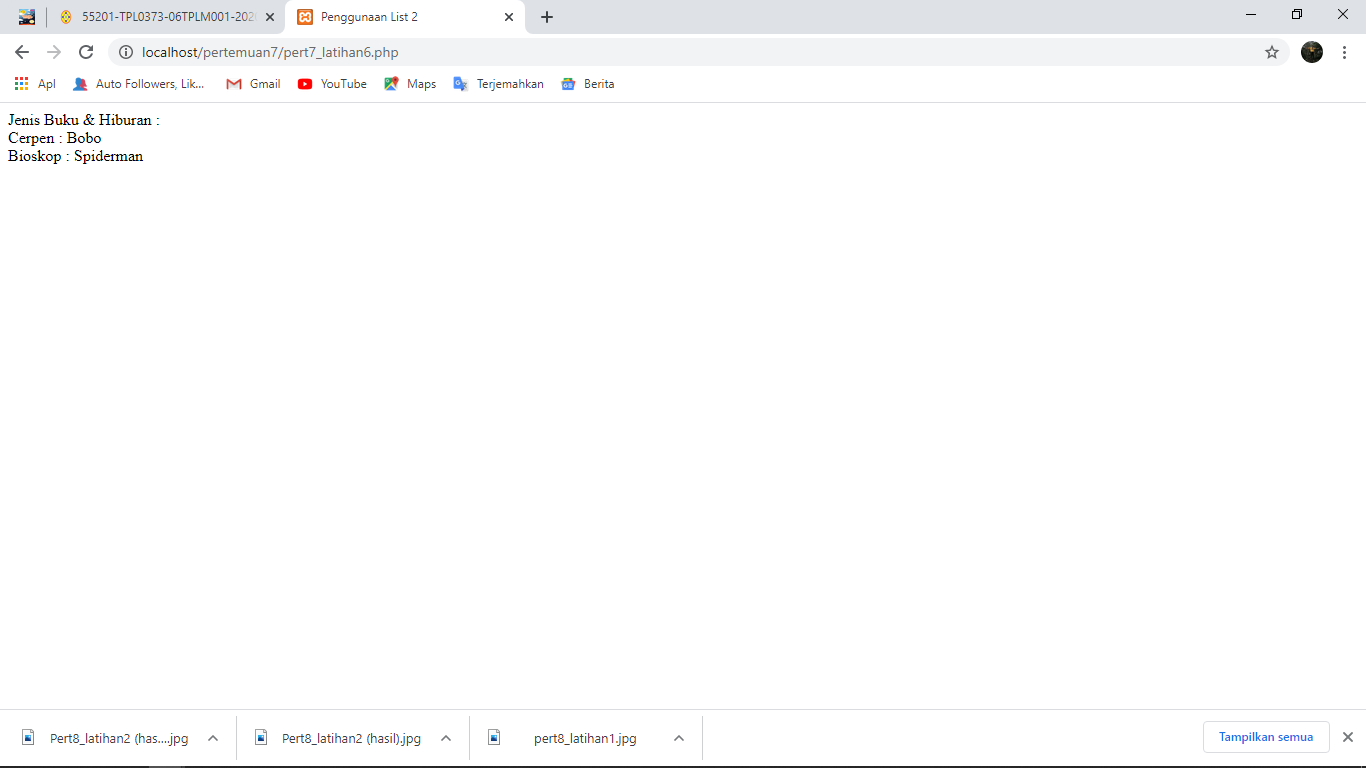 55201-TPL0373-06TPLM001-202
Penggunaan List 2
localhost/pertemuan7/pert7_latihan6.php
Apl
Auto Followers, Lik...
Gmail
YouTube
Maps
Terjemahkan
Berita
Jenis Buku & Hiburan :
Cerpen : Bobo
Bioskop : Spiderman
Pert8_latihan2 (has....jpg
Pert8_latihan2 (hasil).jpg
pert8_latihan1.jpg
Tampilkan semua